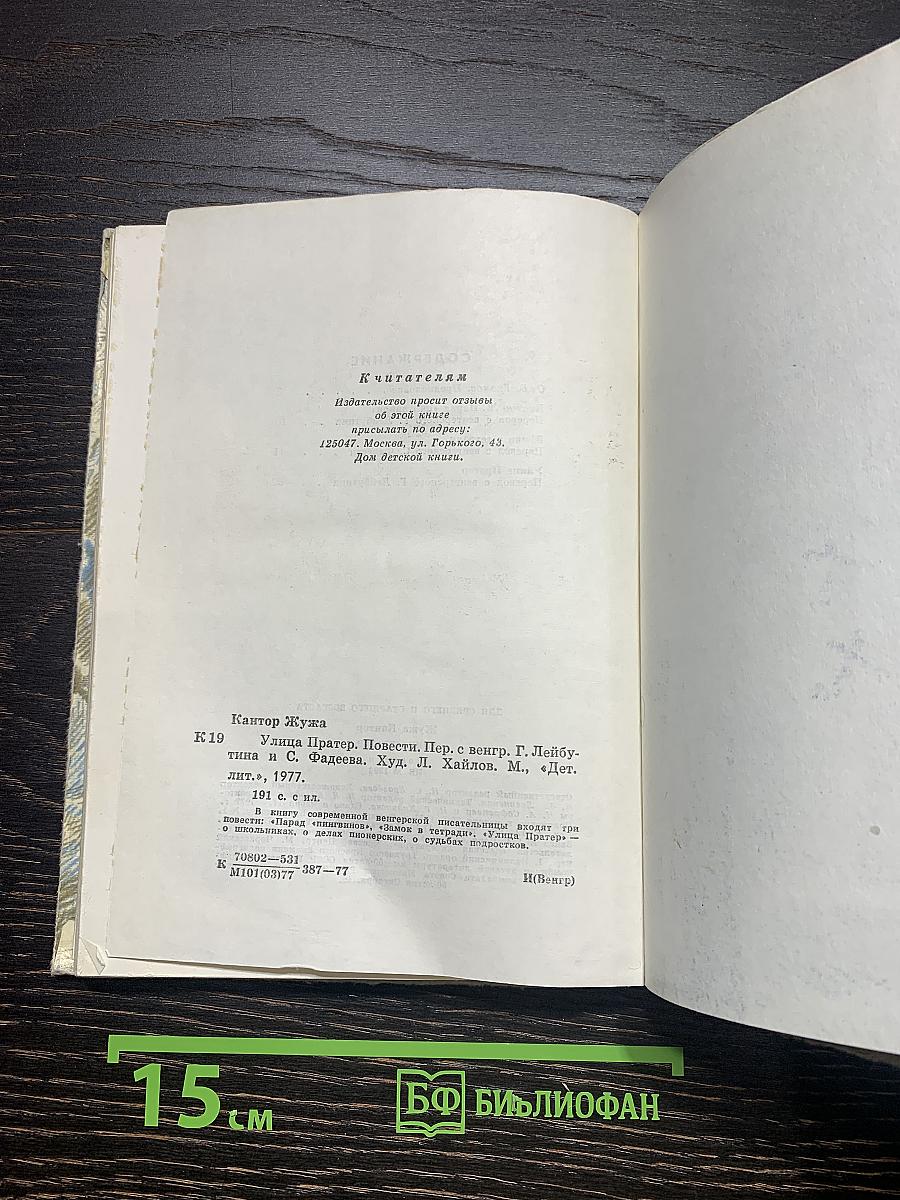 К читателям
Издательство просит отзывы
об этой книге
присылать по адресу:
125047. Москва, ул. Горького, 43.
Дом детской книги.
Кантор Жужа
К19 Улица Пратер. Повести. Пер. с венгр. Г. Лейбу-
тина и С. Фадеева. Худ. Л. Хайлов. М., «Дет.
лит.», 1977.
191 с. с ил.
В книгу современной венгерской писательницы входят три
повести: «Парад «пингвинов», «Замок в тетради», «Улица Пратер» —
о школьниках, о делах пионерских, о судьбах подростков.
К 70802—531
М101(03)77 387—77
И(Венгр)
15 см
БФ БИБЛИОФАН